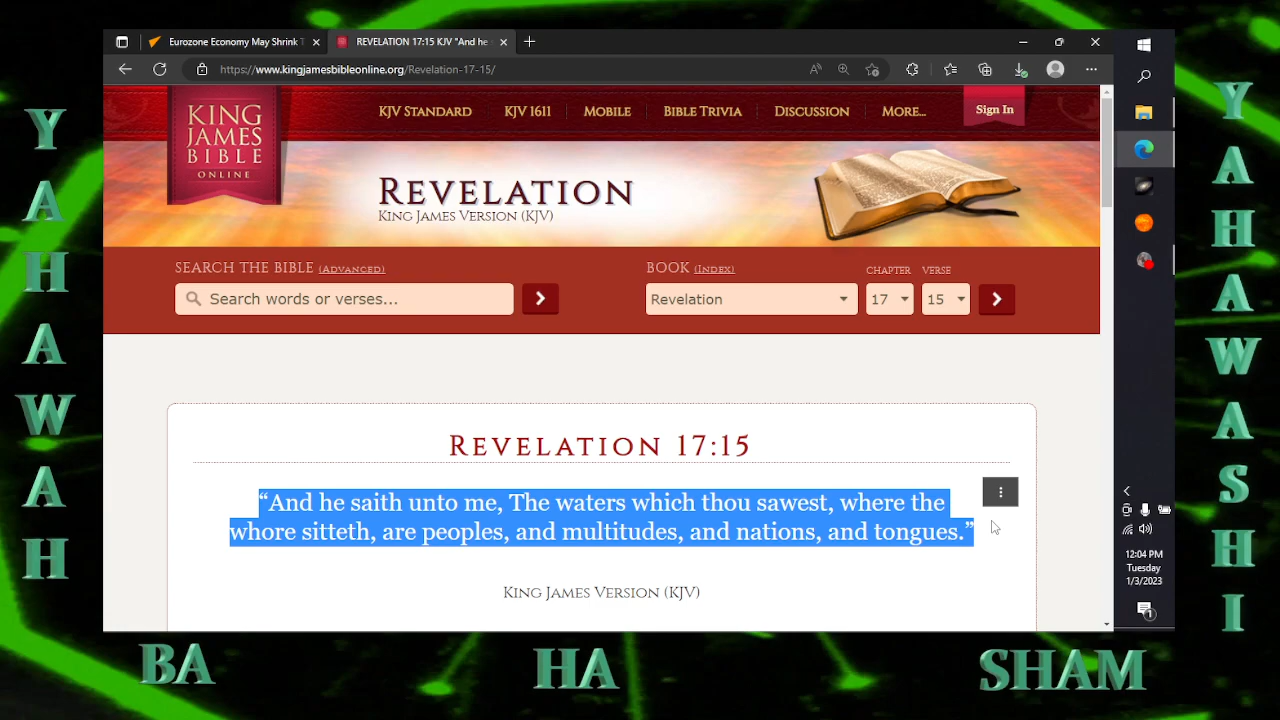 Eurozone Economy May Shrink T
REVELATION 17:15 KJV "And he s
https://www.kingjamesbibleonline.org/Revelation-17-15/
KING
JAMES
BIBLE
ONLINE
KJV STANDARD
KJV 1611
MOBILE
BIBLE TRIVIA
DISCUSSION
MORE...
Sign In
REVELATION
KING JAMES VERSION (KJV)
SEARCH THE BIBLE (ADVANCED)
Search words or verses...
BOOK (INDEX)
CHAPTER
VERSE
Revelation
17
15
REVELATION 17:15
“And he saith unto me, The waters which thou sawest, where the
whore sitteth, are peoples, and multitudes, and nations, and tongues.”
KING JAMES VERSION (KJV)
12:04 PM
Tuesday
1/3/2023
1
YAHAWAH
YAHAWASHI
BA HA SHAM